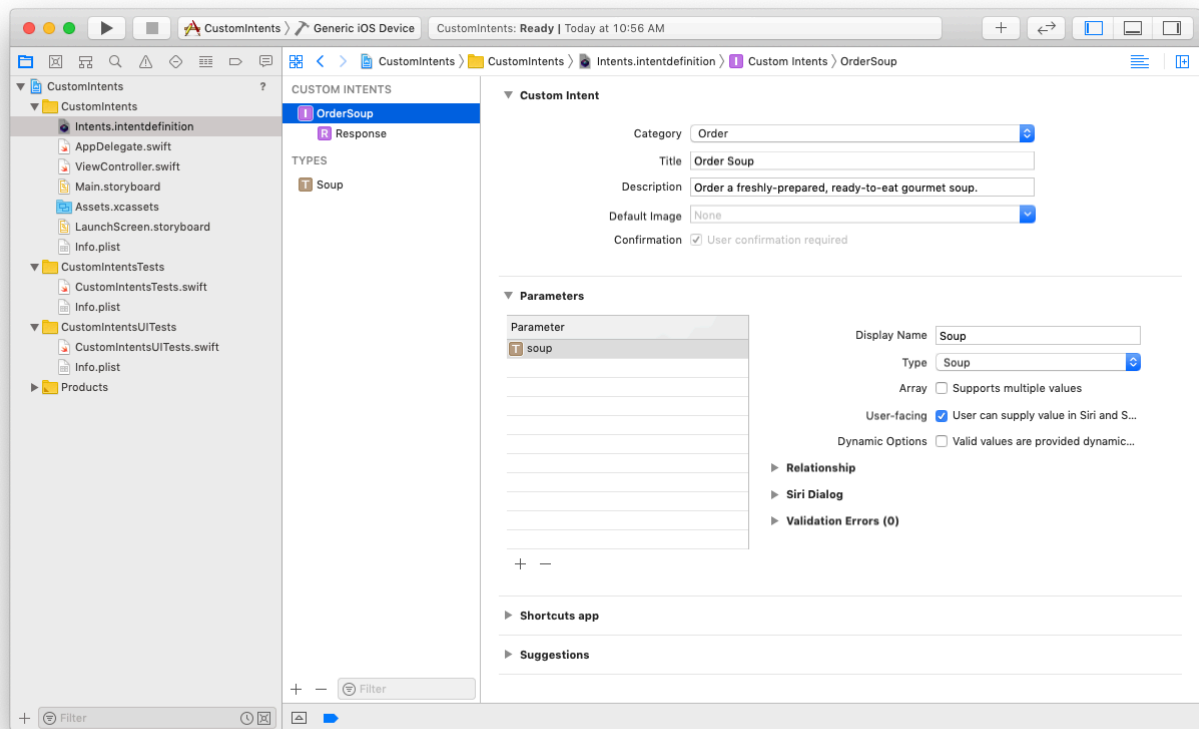 CustomIntents
Generic iOS Device
CustomIntents: Ready | Today at 10:56 AM
CustomIntents
?
CustomIntents
Intents.intentdefinition
AppDelegate.swift
ViewController.swift
Main.storyboard
Assets.xcassets
LaunchScreen.storyboard
Info.plist
CustomIntentsTests
CustomIntentsTests.swift
Info.plist
CustomIntentsUITests
CustomIntentsUITests.swift
Info.plist
Products
Filter
CustomIntents
CustomIntents
Intents.intentdefinition
I
Custom Intents
OrderSoup
CUSTOM INTENTS
I OrderSoup
R Response
TYPES
T Soup
Filter
Custom Intent
Category Order
Title Order Soup
Description Order a freshly-prepared, ready-to-eat gourmet soup.
Default Image None
Confirmation User confirmation required
Parameters
Parameter
T soup
Display Name Soup
Type Soup
Array Supports multiple values
User-facing User can supply value in Siri and S...
Dynamic Options Valid values are provided dynamic...
Relationship
Siri Dialog
Validation Errors (0)
Shortcuts app
Suggestions